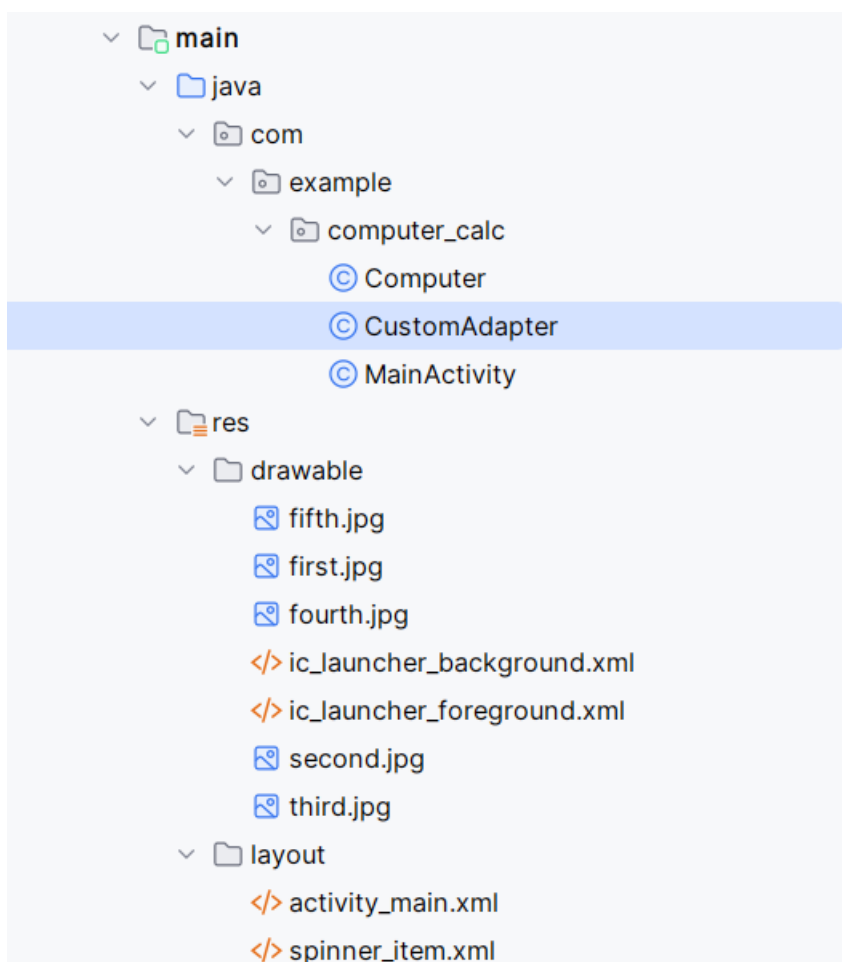 main
java
com
example
computer_calc
Computer
CustomAdapter
MainActivity
res
drawable
fifth.jpg
first.jpg
fourth.jpg
ic_launcher_background.xml
ic_launcher_foreground.xml
second.jpg
third.jpg
layout
activity_main.xml
spinner_item.xml